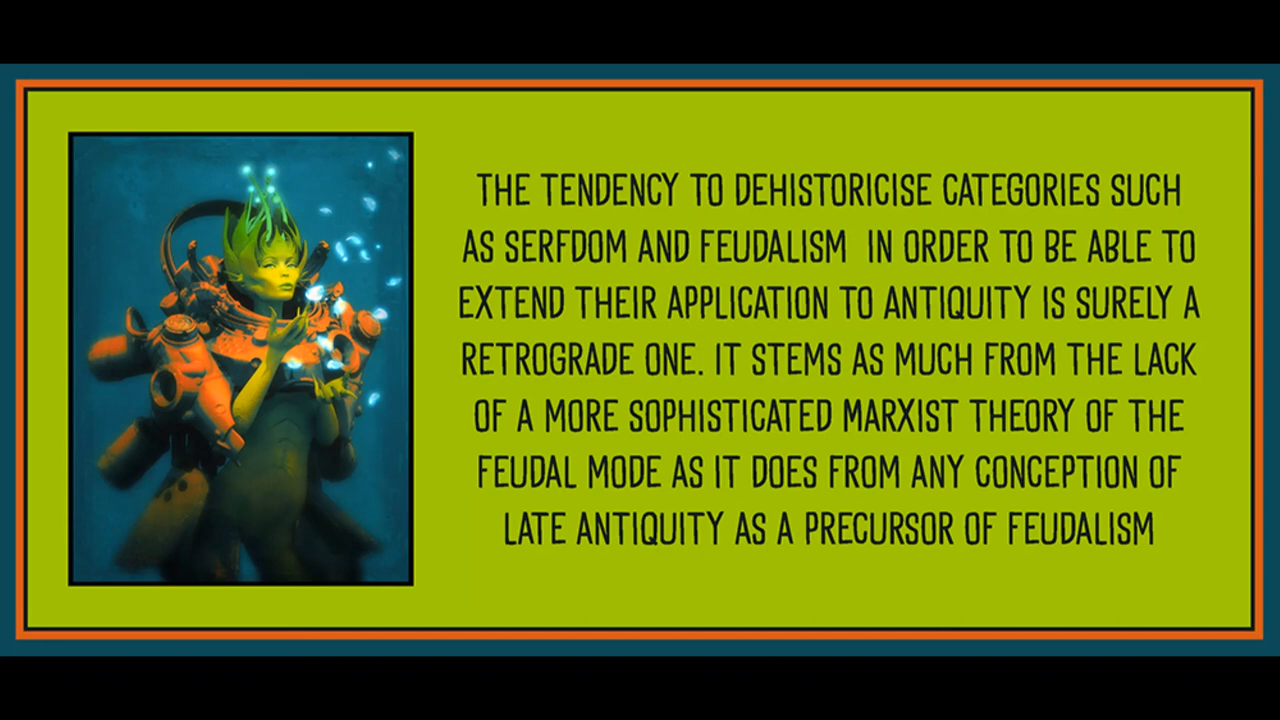 THE TENDENCY TO DEHISTORICISE CATEGORIES SUCH
AS SERFDOM AND FEUDALISM IN ORDER TO BE ABLE TO
EXTEND THEIR APPLICATION TO ANTIQUITY IS SURELY A
RETROGRADE ONE. IT STEMS AS MUCH FROM THE LACK
OF A MORE SOPHISTICATED MARXIST THEORY OF THE
FEUDAL MODE AS IT DOES FROM ANY CONCEPTION OF
LATE ANTIQUITY AS A PRECURSOR OF FEUDALISM